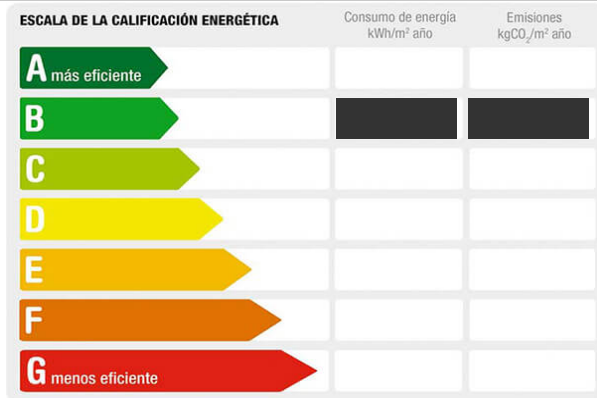 ESCALA DE LA CALIFICACIÓN ENERGÉTICA
Consumo de energía
kWh/m² año
Emisiones
kgCO₂/m² año
A más eficiente
B
C
D
E
F
G menos eficiente